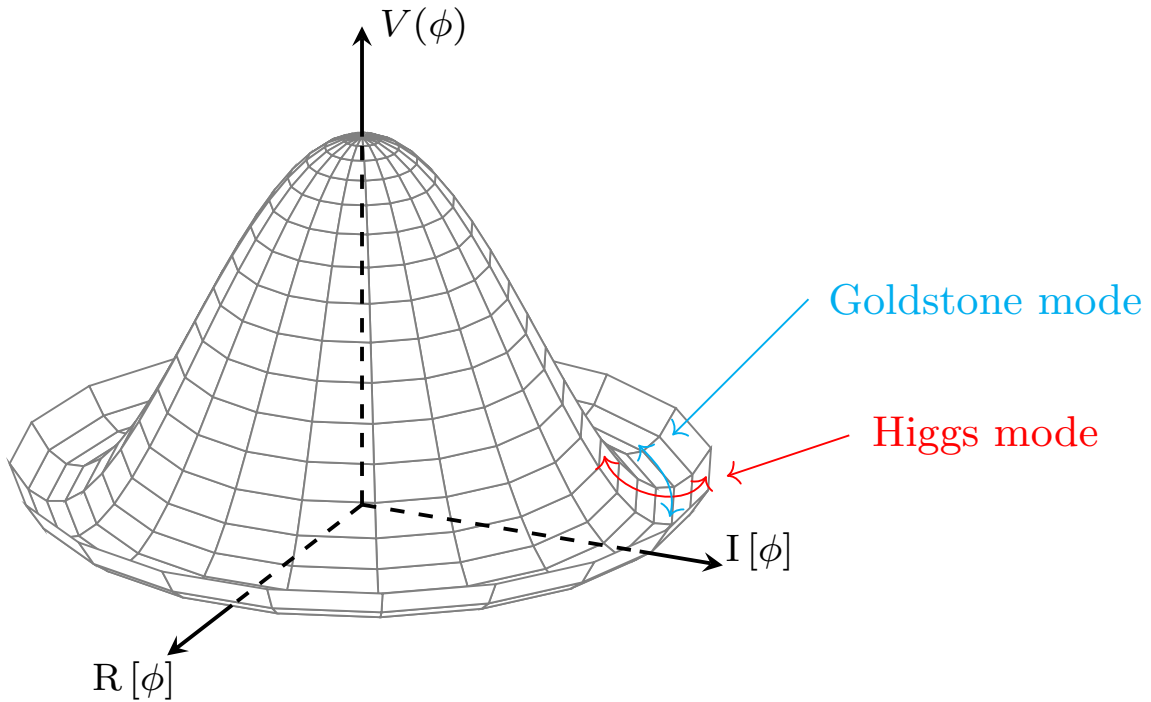 V(ϕ)
Goldstone mode
Higgs mode
I [ϕ]
R [ϕ]